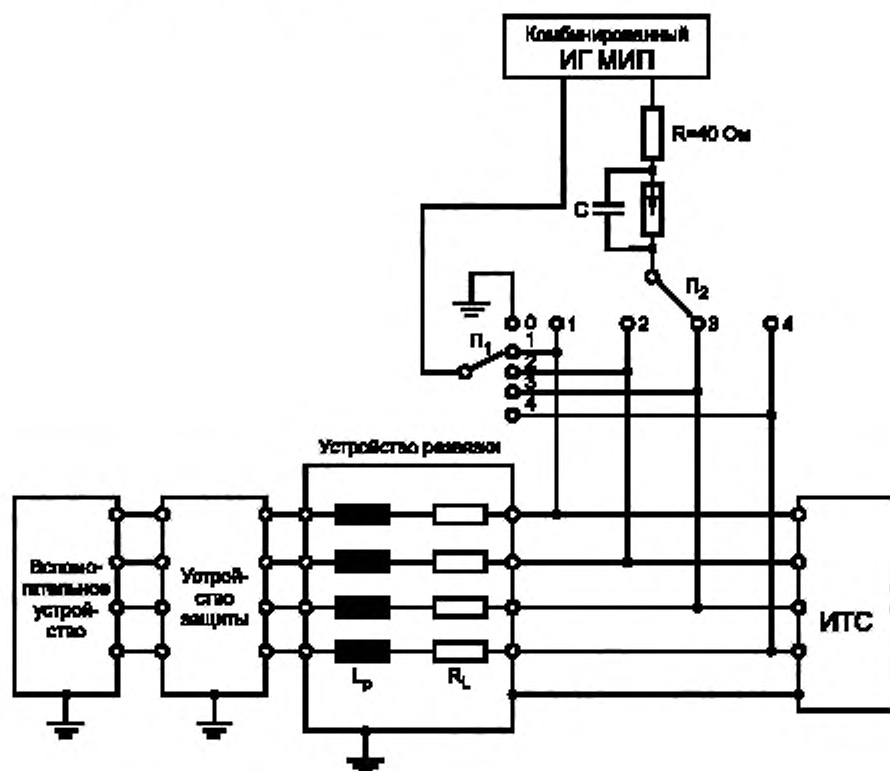 Комбинированный
ИГ МИП
R=40 Ом
C
П2
0 1 2 3 4
П1
1
2
3
4
Устройство развязки
Вспомо-
гательное
устрой-
ство
Устрой-
ство
защиты
Lр
RL
ИТС